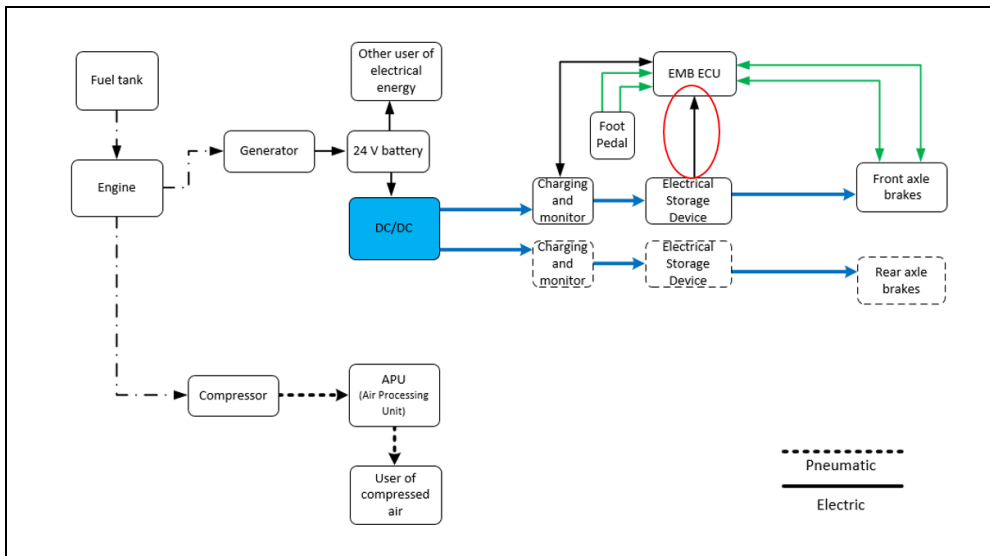 Fuel tank
Other user of
electrical
energy
EMB ECU
Foot
Pedal
Generator
24 V battery
Engine
Charging
and
monitor
Electrical
Storage
Device
Front axle
brakes
DC/DC
Charging
and
monitor
Electrical
Storage
Device
Rear axle
brakes
Compressor
APU
(Air Processing
Unit)
User of
compressed
air
Pneumatic
Electric